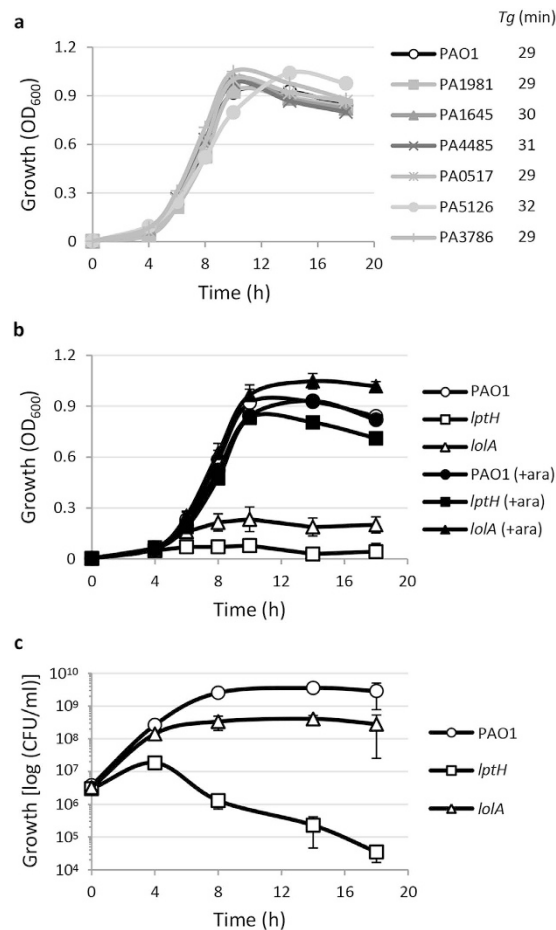 a
Tg (min)
Growth (OD600)
1.2
0.9
0.6
0.3
0
0 4 8 12 16 20
Time (h)
PAO1 29
PA1981 29
PA1645 30
PA4485 31
PA0517 29
PA5126 32
PA3786 29
b
Growth (OD600)
1.2
0.9
0.6
0.3
0
0 4 8 12 16 20
Time (h)
PAO1
lptH
lolA
PAO1 (+ara)
lptH (+ara)
lolA (+ara)
c
Growth [log (CFU/ml)]
10^10
10^9
10^8
10^7
10^6
10^5
10^4
0 4 8 12 16 20
Time (h)
PAO1
lptH
lolA